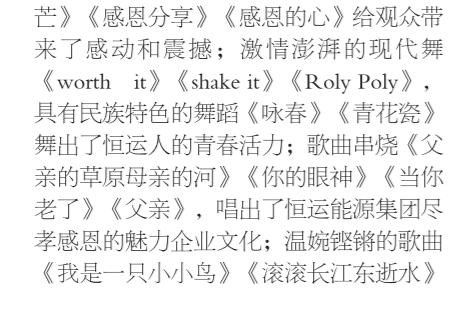 芒》《感恩分享》《感恩的心》给观众带
来了感动和震撼；激情澎湃的现代舞
《worth it》《shake it》《Roly Poly》，
具有民族特色的舞蹈《咏春》《青花瓷》
舞出了恒运人的青春活力；歌曲串烧《父
亲的草原母亲的河》《你的眼神》《当你
老了》《父亲》，唱出了恒运能源集团尽
孝感恩的魅力企业文化；温婉铿锵的歌曲
《我是一只小小鸟》《滚滚长江东逝水》